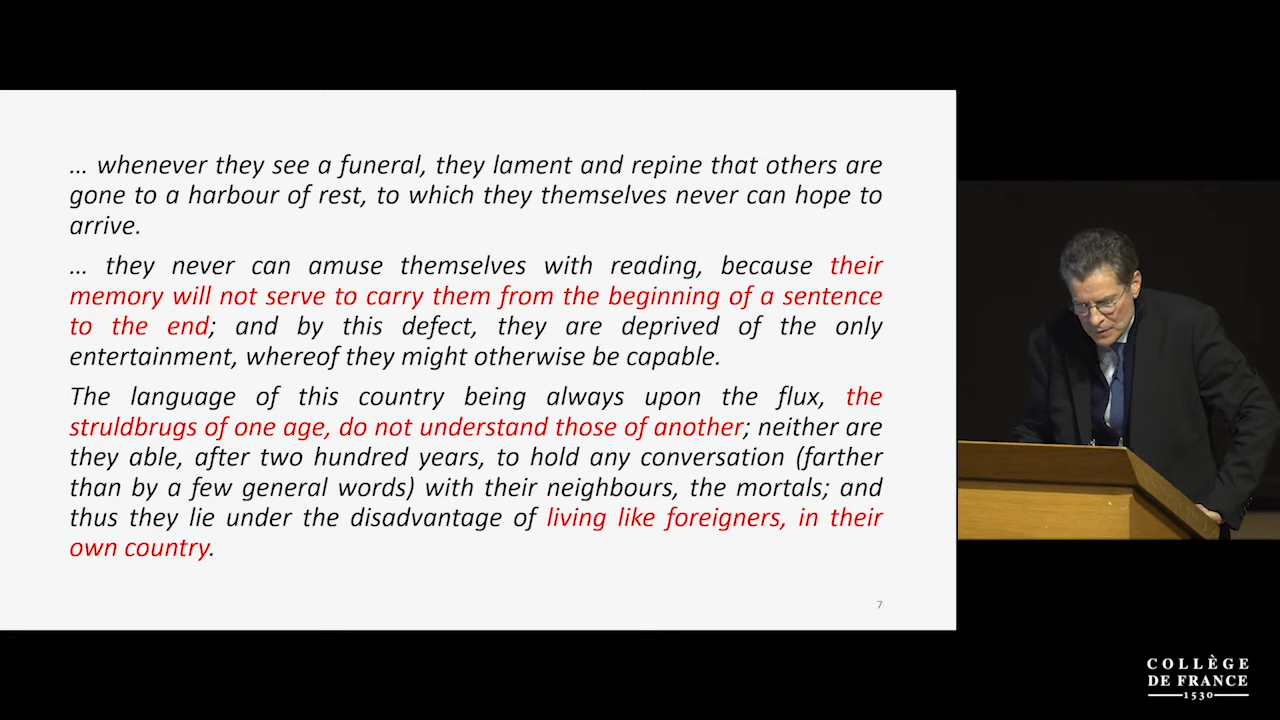 ... whenever they see a funeral, they lament and repine that others are
gone to a harbour of rest, to which they themselves never can hope to
arrive.
... they never can amuse themselves with reading, because their
memory will not serve to carry them from the beginning of a sentence
to the end; and by this defect, they are deprived of the only
entertainment, whereof they might otherwise be capable.
The language of this country being always upon the flux, the
struldbrugs of one age, do not understand those of another; neither are
they able, after two hundred years, to hold any conversation (farther
than by a few general words) with their neighbours, the mortals; and
thus they lie under the disadvantage of living like foreigners, in their
own country.
7
COLLÈGE
DE FRANCE
1530